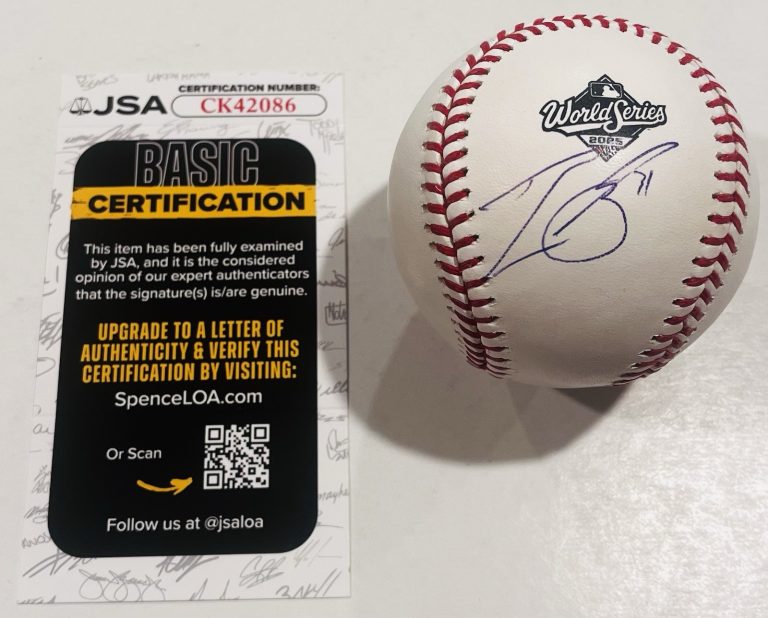 JSA
CERTIFICATION NUMBER:
CK42086
BASIC
CERTIFICATION
This item has been fully examined
by JSA, and it is the considered
opinion of our expert authenticators
that the signature(s) is/are genuine.
UPGRADE TO A LETTER OF
AUTHENTICITY & VERIFY THIS
CERTIFICATION BY VISITING:
SpenceLOA.com
Or Scan
Follow us at @jsaloa
World Series
2025